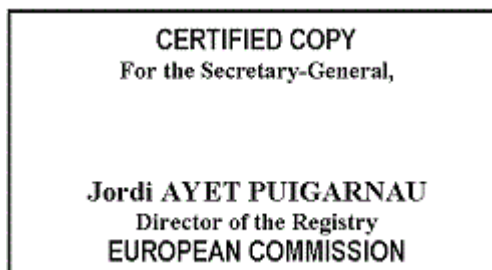 CERTIFIED COPY
For the Secretary-General,
Jordi AYET PUIGARNAU
Director of the Registry
EUROPEAN COMMISSION